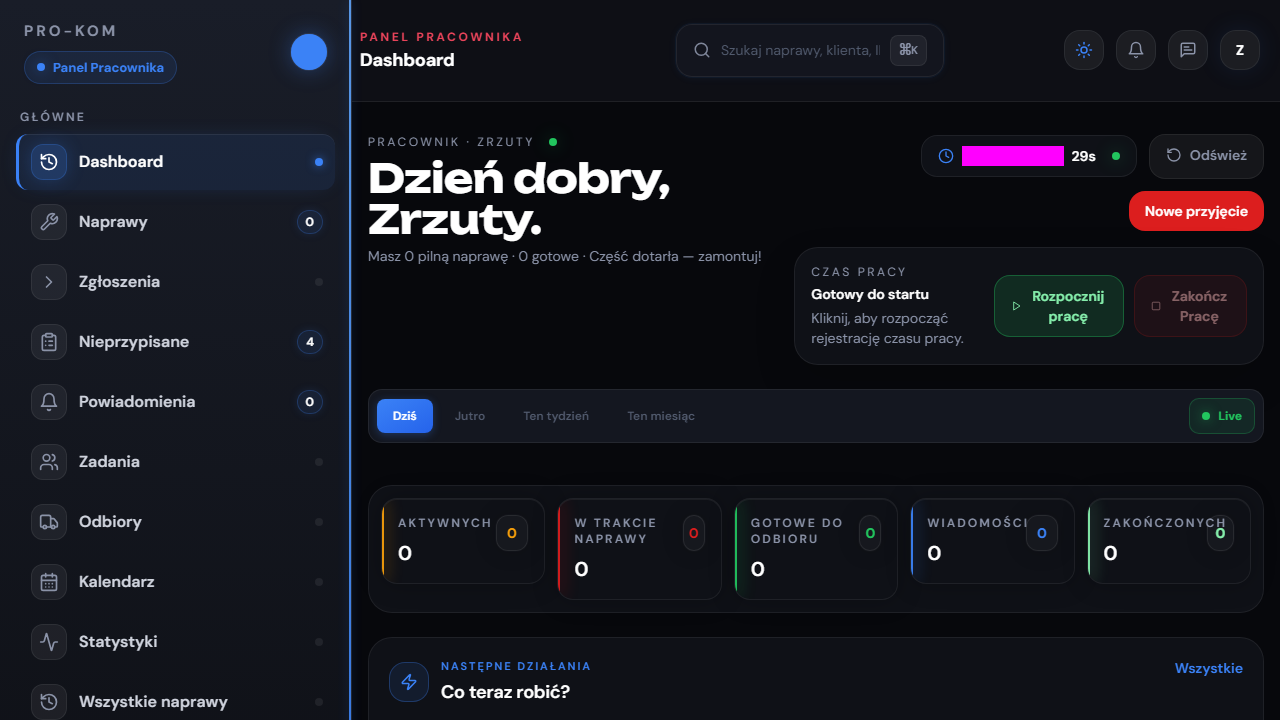 PRO-KOM
Panel Pracownika
GŁÓWNE
Dashboard
Naprawy
0
Zgłoszenia
Nieprzypisane
4
Powiadomienia
0
Zadania
Odbiory
Kalendarz
Statystyki
Wszystkie naprawy
PANEL PRACOWNIKA
Dashboard
Szukaj naprawy, klienta,
⌘K
Z
PRACOWNIK · ZRZUTY
Dzień dobry,
Zrzuty.
Masz 0 pilną naprawę · 0 gotowe · Część dotarła — zamontuj!
29s
Odśwież
Nowe przyjęcie
CZAS PRACY
Gotowy do startu
Kliknij, aby rozpocząć
rejestrację czasu pracy.
Rozpocznij
pracę
Zakończ
Pracę
Dziś
Jutro
Ten tydzień
Ten miesiąc
Live
AKTYWNYCH
0
0
W TRAKCIE
NAPRAWY
0
0
GOTOWE DO
ODBIORU
0
0
WIADOMOŚCI
0
0
ZAKOŃCZONYCH
0
0
NASTĘPNE DZIAŁANIA
Co teraz robić?
Wszystkie